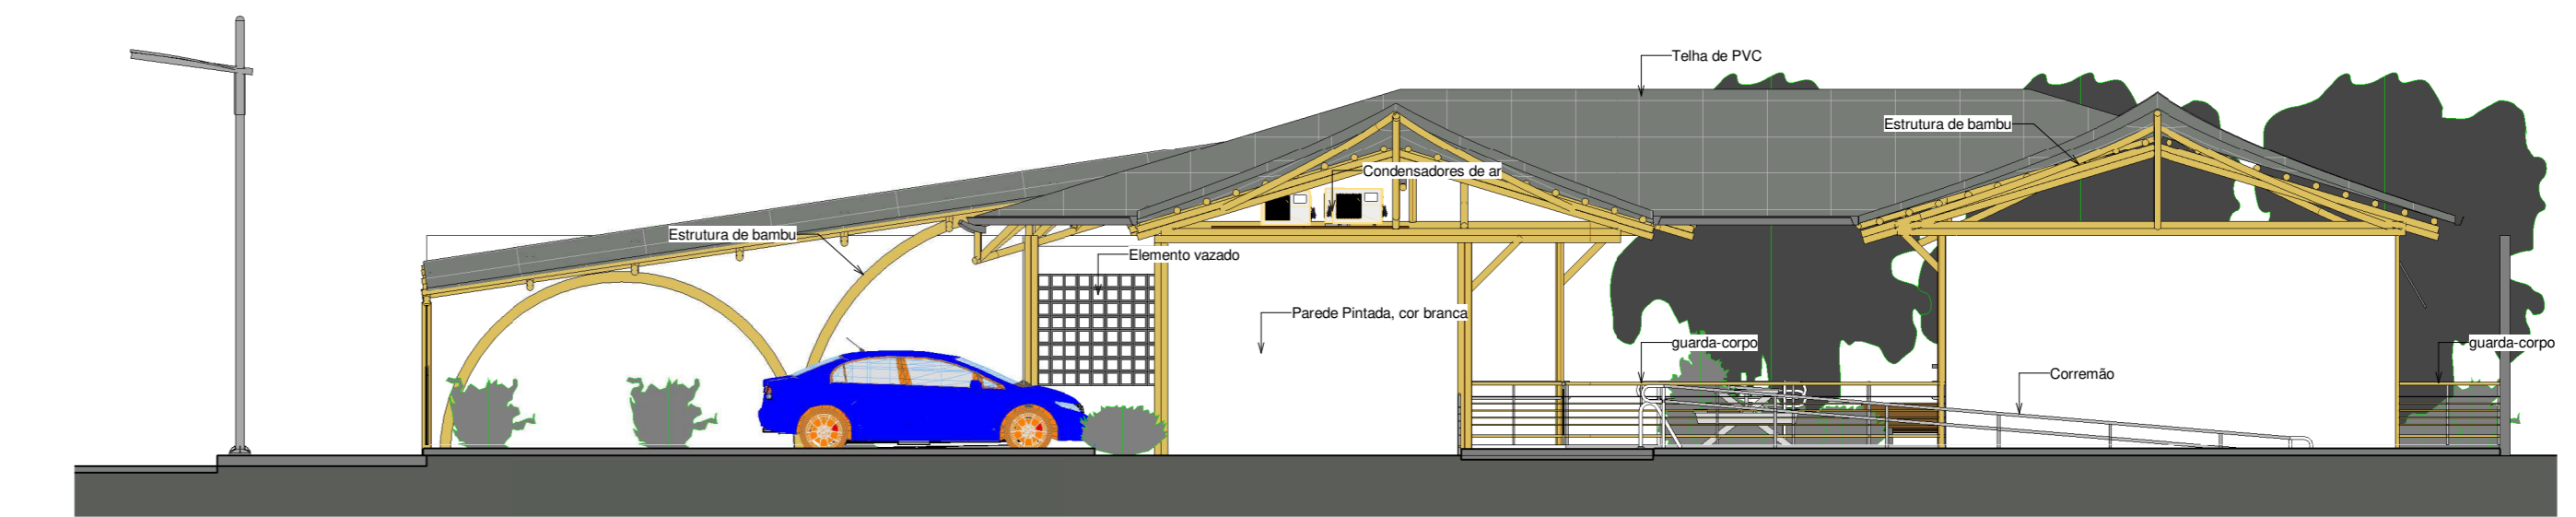 Telha de PVC
Estrutura de bambu
Condensadores de ar
Estrutura de bambu
Elemento vazado
Parede Pintada, cor branca
guarda-corpo
guarda-corpo
Corremão